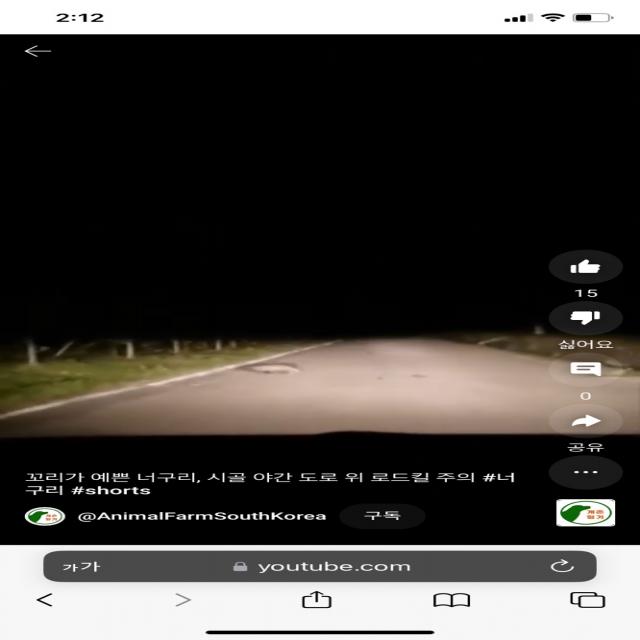 2:12
15
싫어요
0
공유
꼬리가 예쁜 너구리, 시골 야간 도로 위 로드킬 주의 #너
구리 #shorts
@AnimalFarmSouthKorea
구독
가가
youtube.com